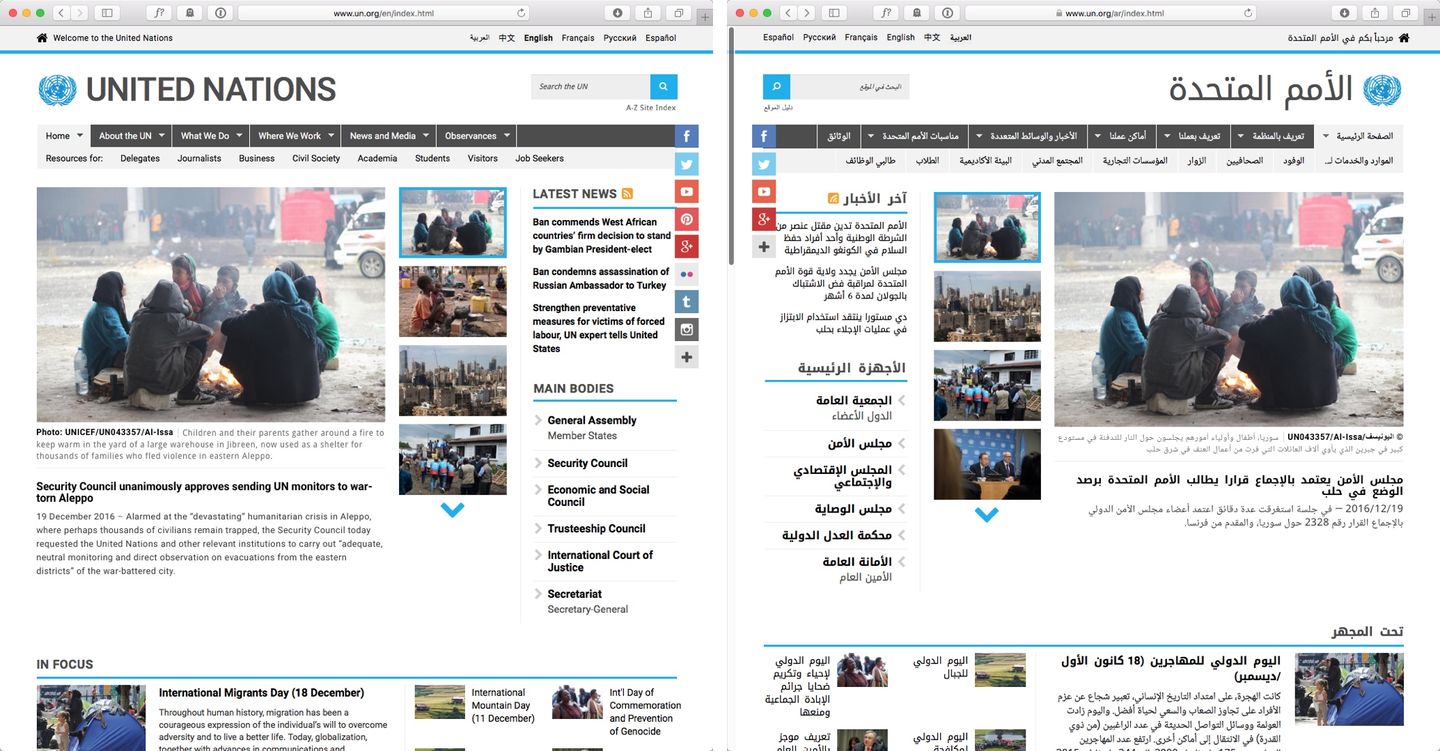 www.un.org/en/index.html
Welcome to the United Nations
العربية 中文 English Français Русский Español
UNITED NATIONS
Search the UN
A-Z Site Index
Home About the UN What We Do Where We Work News and Media Observances
Resources for: Delegates Journalists Business Civil Society Academia Students Visitors Job Seekers
Photo: UNICEF/UN043357/Al-Issa Children and their parents gather around a fire to
keep warm in the yard of a large warehouse in Jibreen, now used as a shelter for
thousands of families who fled violence in eastern Aleppo.
Security Council unanimously approves sending UN monitors to war-
torn Aleppo
19 December 2016 – Alarmed at the “devastating” humanitarian crisis in Aleppo,
where perhaps thousands of civilians remain trapped, the Security Council today
requested the United Nations and other relevant institutions to carry out “adequate,
neutral monitoring and direct observation on evacuations from the eastern
districts” of the war-battered city.
LATEST NEWS
Ban commends West African
countries’ firm decision to stand
by Gambian President-elect
Ban condemns assassination of
Russian Ambassador to Turkey
Strengthen preventative
measures for victims of forced
labour, UN expert tells United
States
MAIN BODIES
General Assembly
Member States
Security Council
Economic and Social
Council
Trusteeship Council
International Court of
Justice
Secretariat
Secretary-General
IN FOCUS
International Migrants Day (18 December)
Throughout human history, migration has been a
courageous expression of the individual’s will to overcome
adversity and to live a better life. Today, globalization,
together with advances in communications and
International
Mountain Day
(11 December)
Int'l Day of
Commemoration
and Prevention
of Genocide
www.un.org/ar/index.html
مرحباً بكم في الأمم المتحدة
العربية 中文 English Français Русский Español
الأمم المتحدة
البحث في الموقع
دليل الموقع
الصفحة الرئيسية تعريف بالمنظمة تعريف بعملنا أماكن عملنا الأخبار والوسائط المتعددة مناسبات الأمم المتحدة الوثائق
الموارد والخدمات لـ... الوفود الصحافيين الزوار المؤسسات التجارية المجتمع المدني البيئة الأكاديمية الطلاب طالبي الوظائف
© اليونيسف/UN043357/Al-Issa سوريا، أطفال وأولياء أمورهم يجلسون حول النار للتدفئة في مستودع
كبير في جبرين الذي يأوي آلاف العائلات التي فرت من أعمال العنف في شرق حلب
مجلس الأمن يعتمد بالإجماع قرارا يطالب الأمم المتحدة برصد
الوضع في حلب
2016/12/19 — في جلسة استغرقت عدة دقائق اعتمد أعضاء مجلس الأمن الدولي
بالإجماع القرار رقم 2328 حول سوريا، والمقدم من فرنسا.
آخر الأخبار
الأمم المتحدة تدين مقتل عنصر من
الشرطة الوطنية وأحد أفراد حفظ
السلام في الكونغو الديمقراطية
مجلس الأمن يجدد ولاية قوة الأمم
المتحدة لمراقبة فض الاشتباك
بالجولان لمدة 6 أشهر
دي مستورا ينتقد استخدام الابتزاز
في عمليات الإجلاء بحلب
الأجهزة الرئيسية
الجمعية العامة
الدول الأعضاء
مجلس الأمن
المجلس الإقتصادي
والإجتماعي
مجلس الوصاية
محكمة العدل الدولية
الأمانة العامة
الأمين العام
تحت المجهر
اليوم الدولي للمهاجرين (18 كانون الأول
/ديسمبر)
كانت الهجرة، على امتداد التاريخ الإنساني، تعبير شجاع عن عزم
الأفراد على تجاوز الصعاب والسعي لحياة أفضل. واليوم زادت
العولمة ووسائل التواصل الحديثة في عدد الراغبين (من ذوي
القدرة) في الانتقال إلى أماكن أخرى. ارتفع عدد المهاجرين
اليوم الدولي
للجبال
اليوم الدولي
لإحياء وتكريم
ضحايا جرائم
الإبادة الجماعية
ومنعها
اليوم الدولي
لمكافحة
تعريف موجز
بالأمين العام